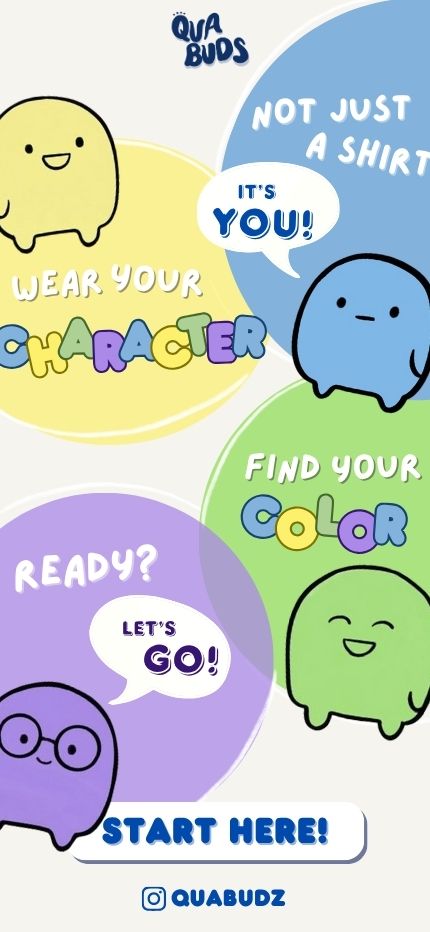 QUA
BUDS
NOT JUST
A SHIRT
IT'S
YOU!
WEAR YOUR
CHARACTER
FIND YOUR
COLOR
READY?
LET'S
GO!
START HERE!
QUABUDZ